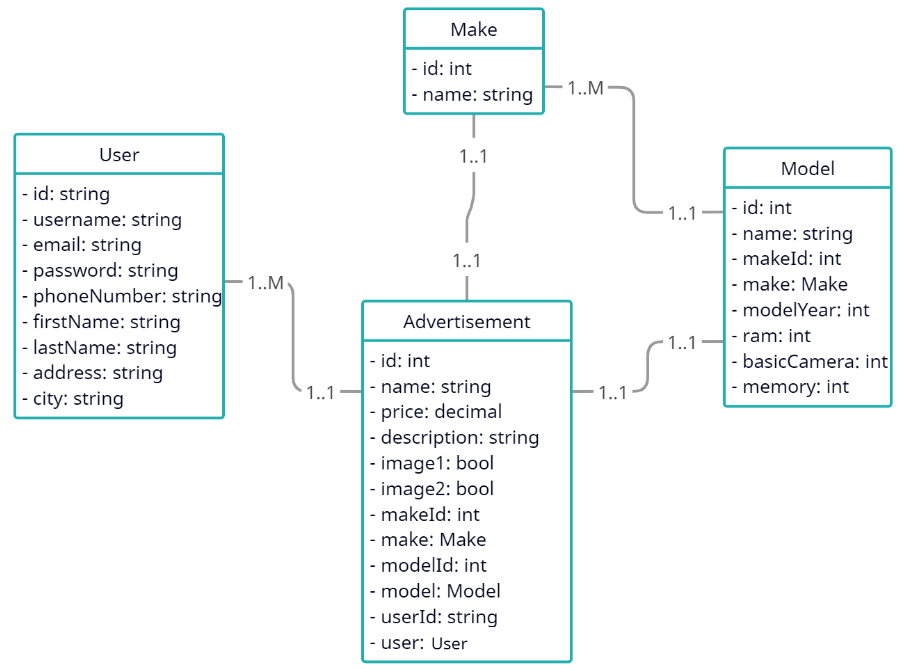 Make
- id: int
- name: string
1..M
1..1
1..1
1..1
User
- id: string
- username: string
- email: string
- password: string
- phoneNumber: string
- firstName: string
- lastName: string
- address: string
- city: string
1..M
1..1
Model
- id: int
- name: string
- makeId: int
- make: Make
- modelYear: int
- ram: int
- basicCamera: int
- memory: int
1..1
1..1
Advertisement
- id: int
- name: string
- price: decimal
- description: string
- image1: bool
- image2: bool
- makeId: int
- make: Make
- modelId: int
- model: Model
- userId: string
- user: User